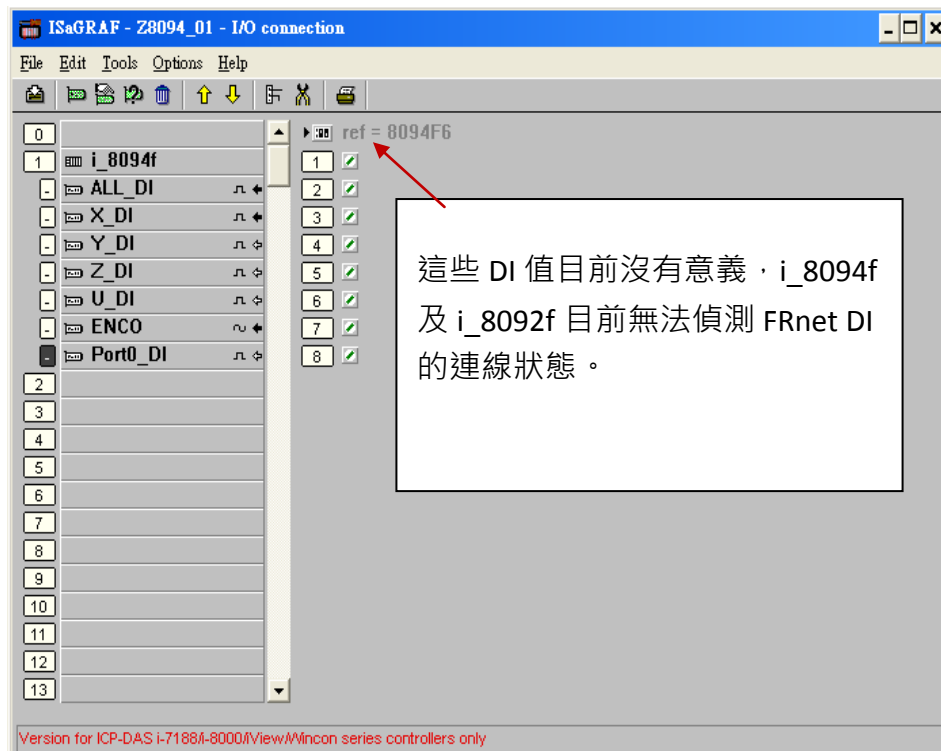 ISaGRAF - Z8094_01 - I/O connection
File Edit Tools Options Help
0
1 i_8094f
- ALL_DI
- X_DI
- Y_DI
- Z_DI
- U_DI
- ENCO
- Port0_DI
2
3
4
5
6
7
8
9
10
11
12
13
ref = 8094F6
1
2
3
4
5
6
7
8
這些 DI 值目前沒有意義，i_8094f
及 i_8092f 目前無法偵測 FRnet DI
的連線狀態。
Version for ICP-DAS i-7188/i-8000/iView/Wincon series controllers only